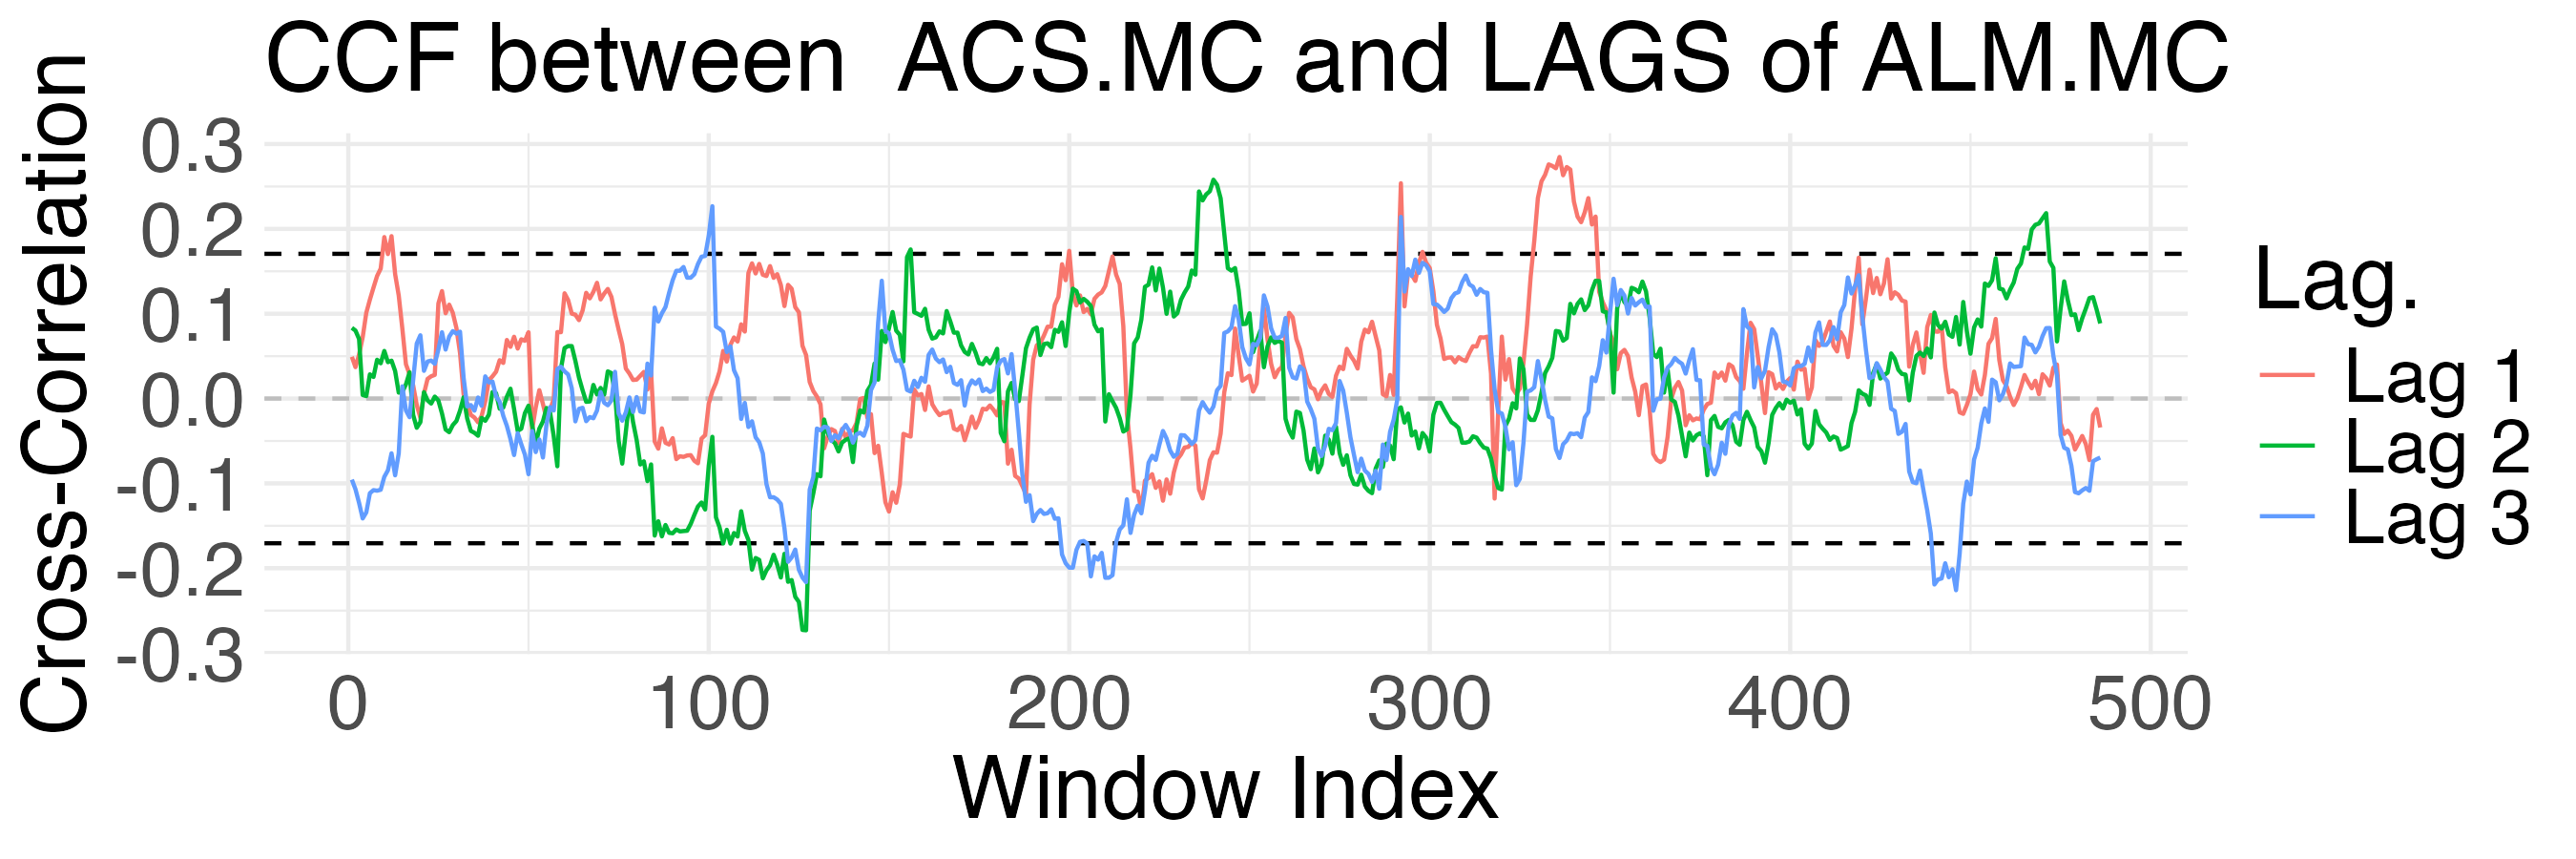 CCF between  ACS.MC and LAGS of ALM.MC
Cross-Correlation
0.3
0.2
0.1
0.0
-0.1
-0.2
-0.3
0 100 200 300 400 500
Window Index
Lag.
Lag 1
Lag 2
Lag 3